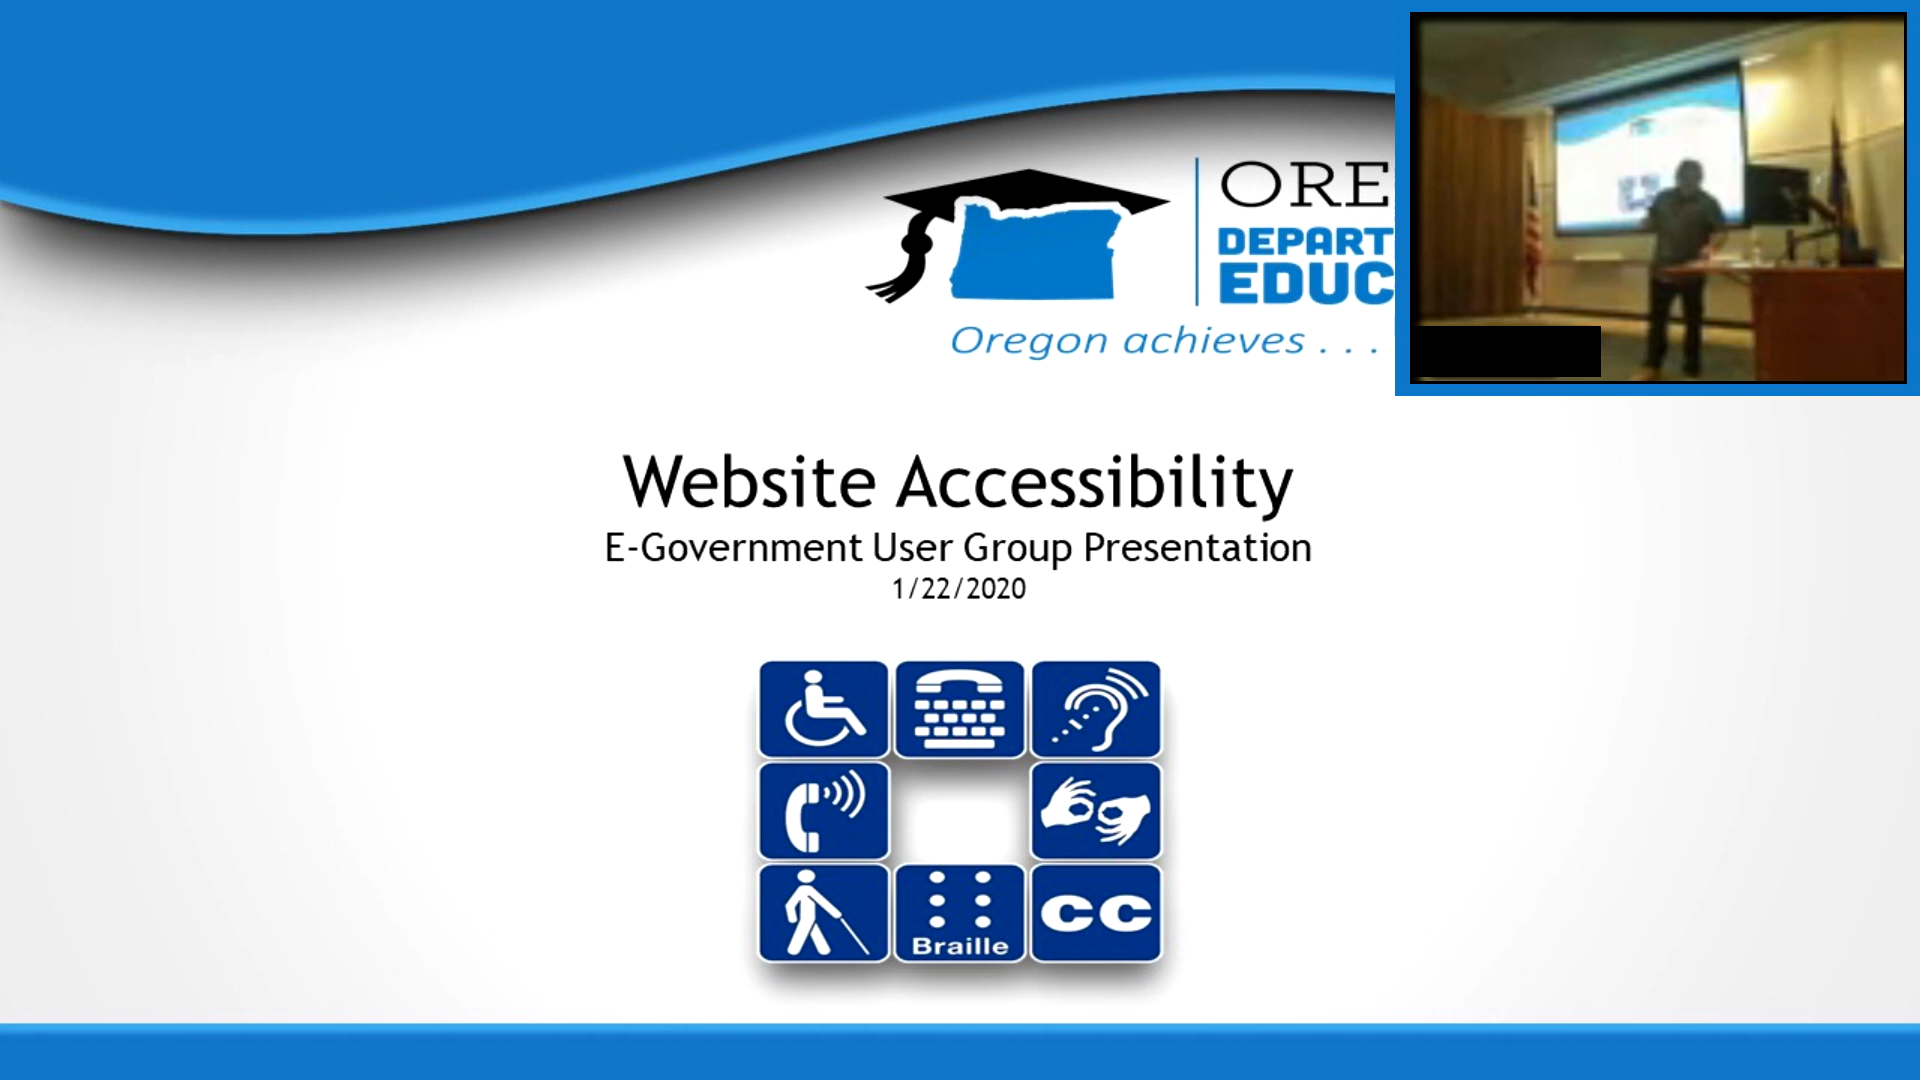 ORE
DEPART
EDUC
Oregon achieves . . .
Website Accessibility
E-Government User Group Presentation
1/22/2020
Braille
CC